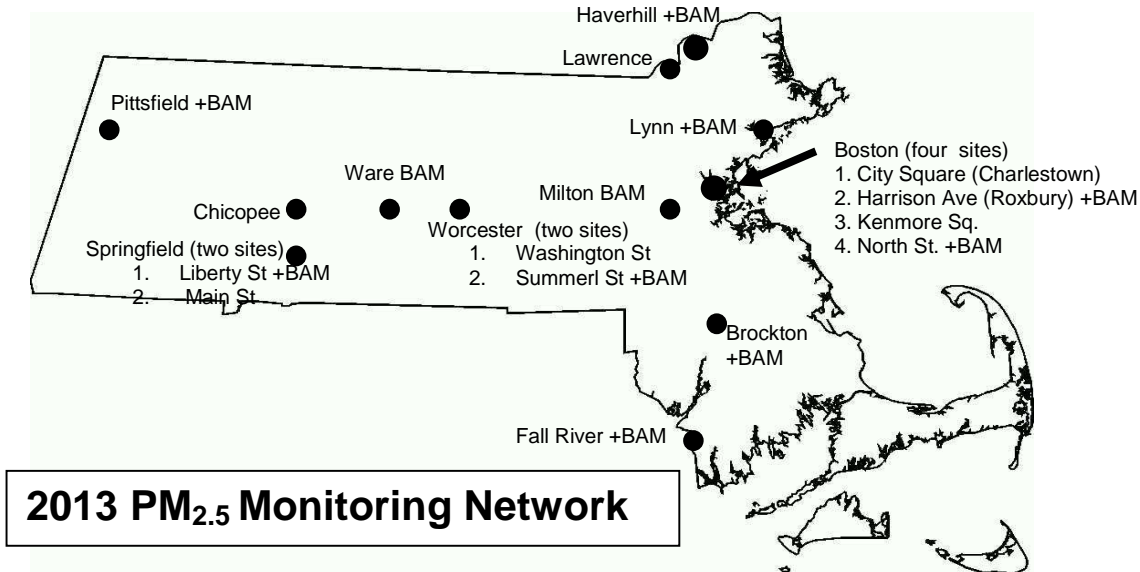 Haverhill +BAM
Lawrence
Pittsfield +BAM
Lynn +BAM
Boston (four sites)
1. City Square (Charlestown)
2. Harrison Ave (Roxbury) +BAM
3. Kenmore Sq.
4. North St. +BAM
Ware BAM
Milton BAM
Chicopee
Worcester (two sites)
1. Washington St
2. Summerl St +BAM
Springfield (two sites)
1. Liberty St +BAM
2. Main St
Brockton
+BAM
Fall River +BAM
2013 PM2.5 Monitoring Network